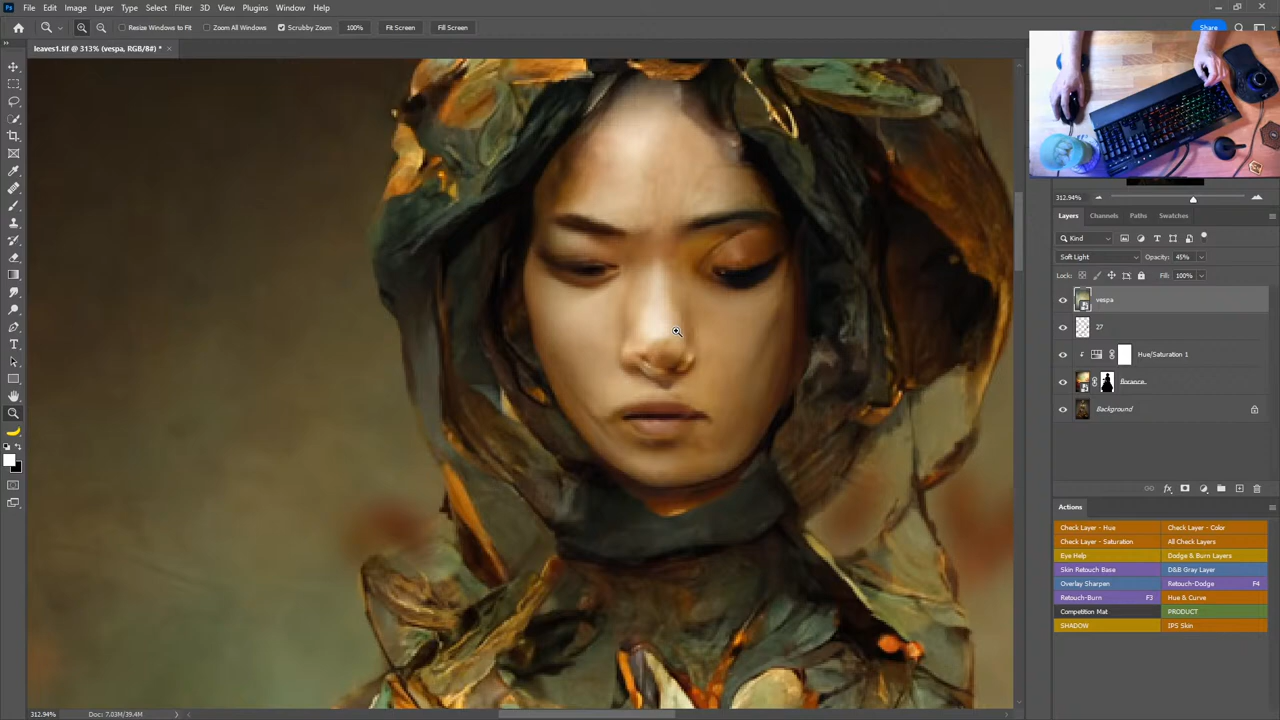 Ps File Edit Image Layer Type Select Filter 3D View Plugins Window Help
Resize Windows to Fit Zoom All Windows Scrubby Zoom 100% Fit Screen Fill Screen Share
leaves1.tif @ 313% (vespa, RGB/8#) * ×
312.94%
Layers Channels Paths Swatches
Kind
Soft Light Opacity: 45%
Lock: Fill: 100%
vespa
27
Hue/Saturation 1
florance.
Background
fx
Actions
Check Layer - Hue Check Layer - Color
Check Layer - Saturation All Check Layers
Eye Help Dodge & Burn Layers
Skin Retouch Base D&B Gray Layer
Overlay Sharpen Retouch-Dodge F4
Retouch-Burn F3 Hue & Curve
Competition Mat PRODUCT
SHADOW IPS Skin
312.94% Doc: 7.03M/39.4M